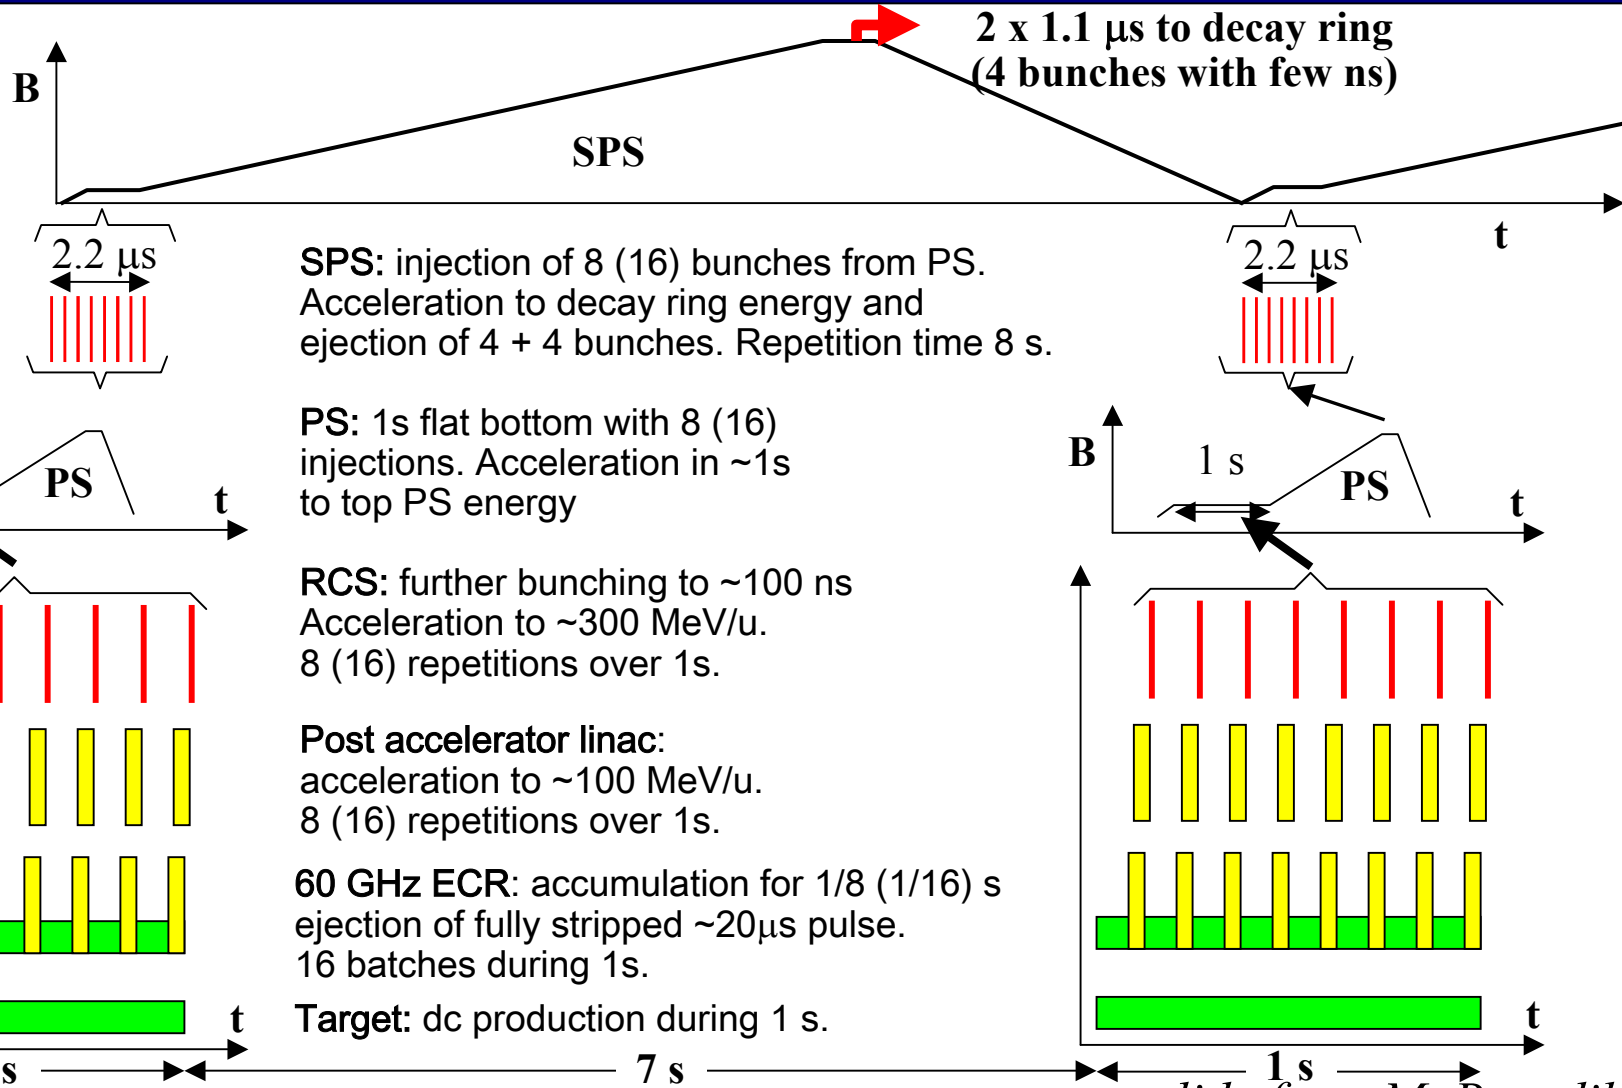 2 x 1.1 μs to decay ring
(4 bunches with few ns)
B
SPS
t
2.2 μs
2.2 μs
SPS: injection of 8 (16) bunches from PS.
Acceleration to decay ring energy and
ejection of 4 + 4 bunches. Repetition time 8 s.
PS: 1s flat bottom with 8 (16)
injections. Acceleration in ~1s
to top PS energy
PS
t
B
1 s
PS
t
RCS: further bunching to ~100 ns
Acceleration to ~300 MeV/u.
8 (16) repetitions over 1s.
Post accelerator linac:
acceleration to ~100 MeV/u.
8 (16) repetitions over 1s.
60 GHz ECR: accumulation for 1/8 (1/16) s
ejection of fully stripped ~20μs pulse.
16 batches during 1s.
Target: dc production during 1 s.
t
t
s
7 s
1 s